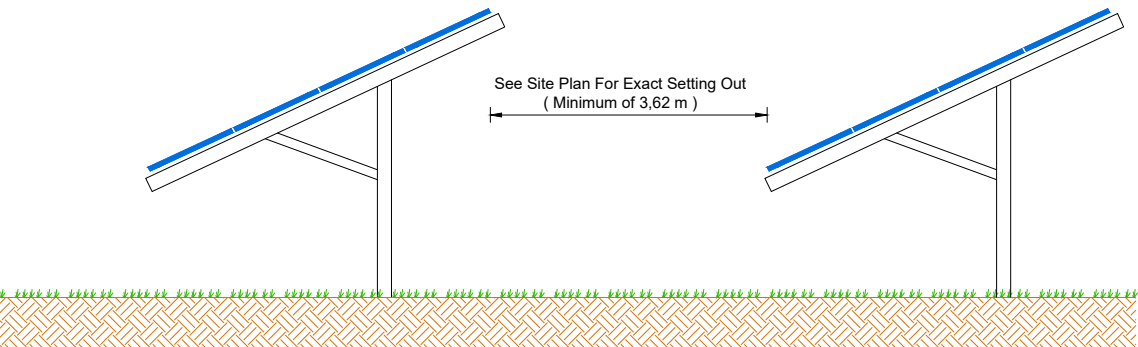 See Site Plan For Exact Setting Out
( Minimum of 3,62 m )